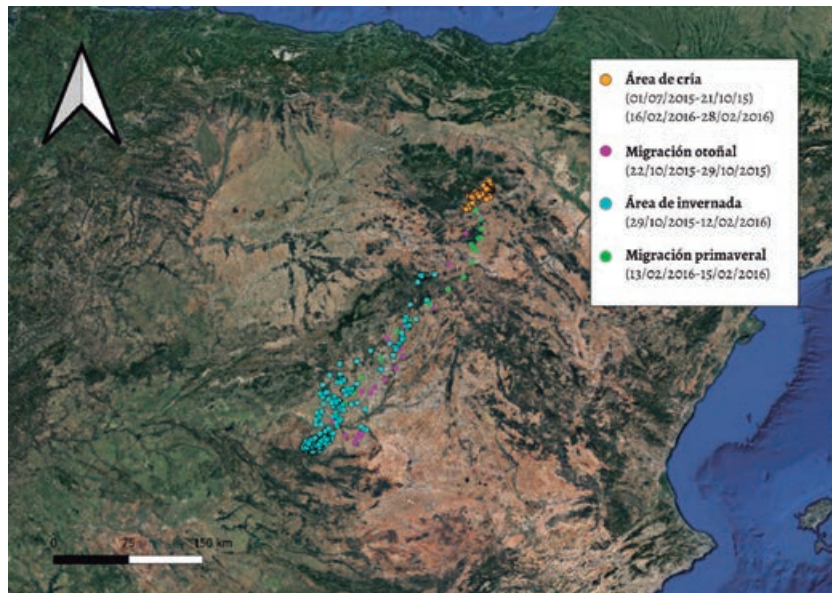 Área de cría
(01/07/2015-21/10/15)
(16/02/2016-28/02/2016)
Migración otoñal
(22/10/2015-29/10/2015)
Área de invernada
(29/10/2015-12/02/2016)
Migración primaveral
(13/02/2016-15/02/2016)
0 75 150 km